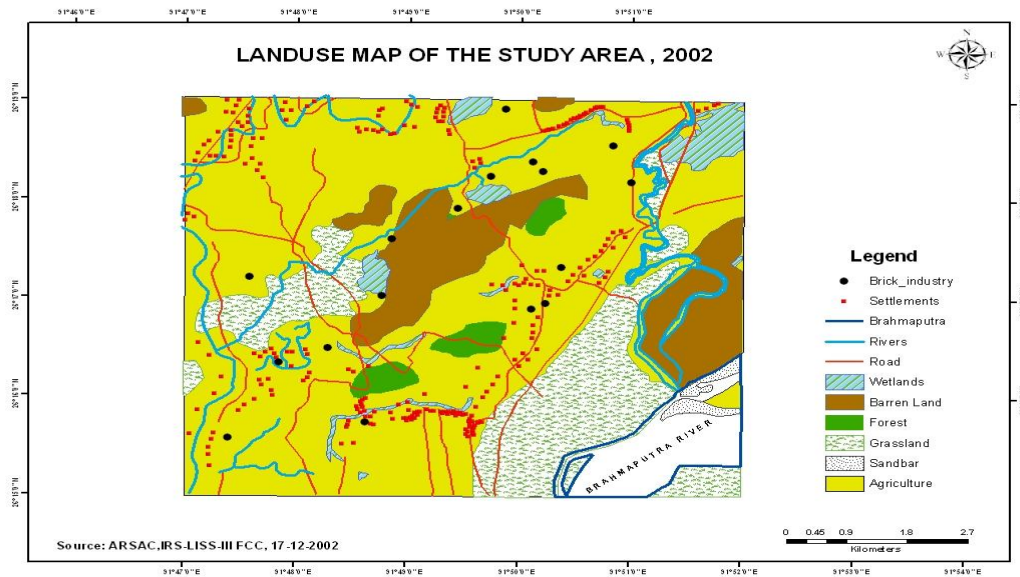 91°46'0"E 91°47'0"E 91°48'0"E 91°49'0"E 91°50'0"E 91°51'0"E
LANDUSE MAP OF THE STUDY AREA , 2002
N
W E
S
Legend
Brick_industry
Settlements
Brahmaputra
Rivers
Road
Wetlands
Barren Land
Forest
Grassland
Sandbar
Agriculture
BRAHMAPUTRA RIVER
0 0.45 0.9 1.8 2.7
Kilometers
Source: ARSAC,IRS-LISS-III FCC, 17-12-2002
91°47'0"E 91°48'0"E 91°49'0"E 91°50'0"E 91°51'0"E 91°52'0"E 91°53'0"E 91°54'0"E